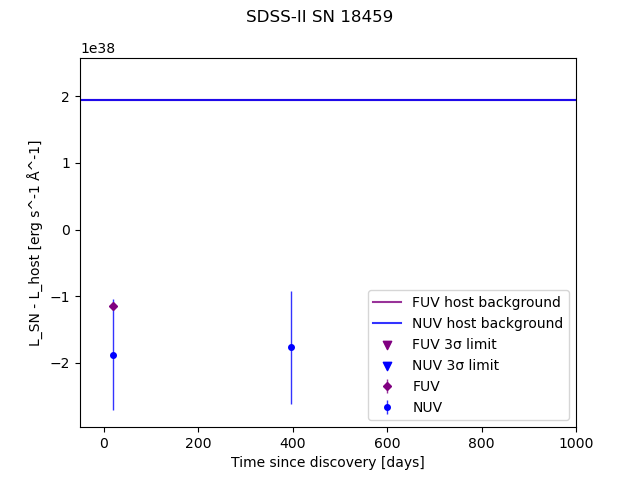 SDSS-II SN 18459
1e38
2
1
0
−1
−2
L_SN - L_host [erg s^-1 Å^-1]
FUV host background
NUV host background
FUV 3σ limit
NUV 3σ limit
FUV
NUV
0 200 400 600 800 1000
Time since discovery [days]